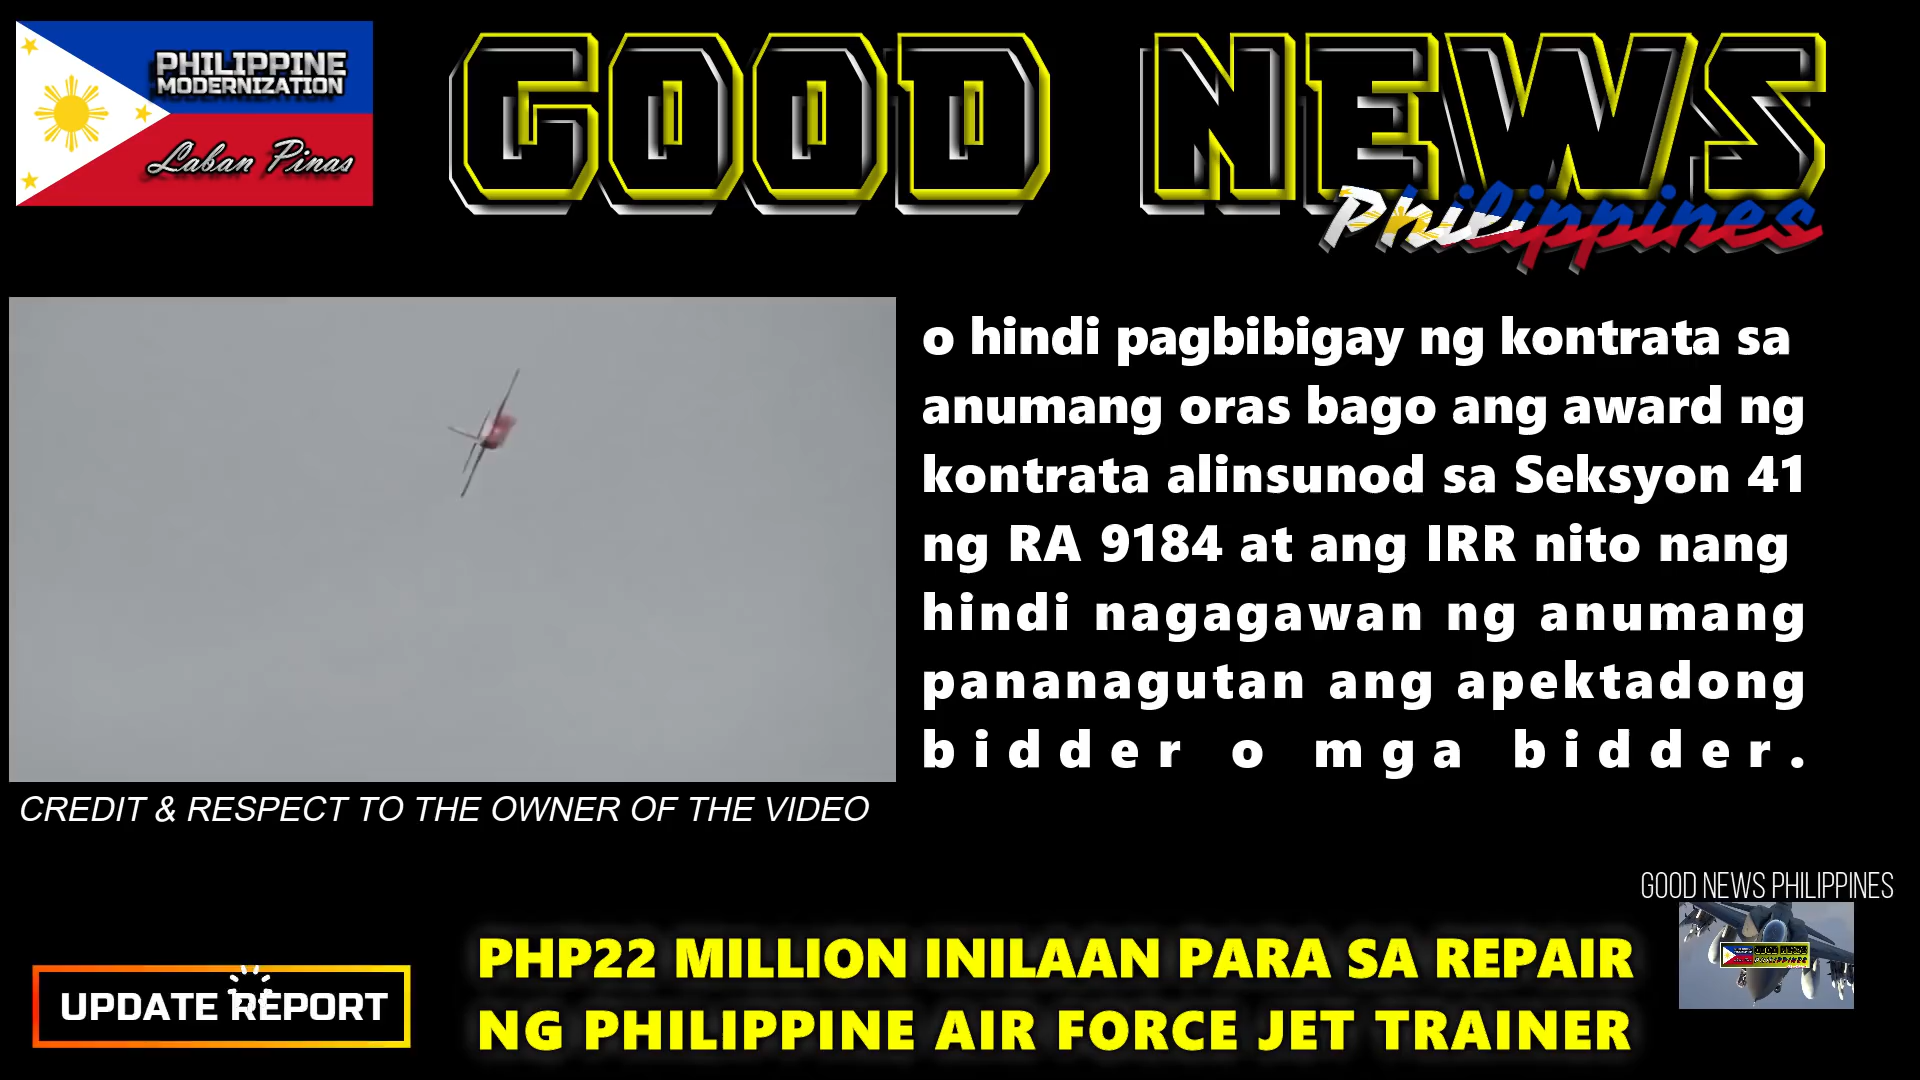 PHILIPPINE
MODERNIZATION
Laban Pinas
GOOD NEWS
Philippines
o hindi pagbibigay ng kontrata sa
anumang oras bago ang award ng
kontrata alinsunod sa Seksyon 41
ng RA 9184 at ang IRR nito nang
hindi nagagawan ng anumang
pananagutan ang apektadong
bidder o mga bidder.
CREDIT & RESPECT TO THE OWNER OF THE VIDEO
GOOD NEWS PHILIPPINES
UPDATE REPORT
PHP22 MILLION INILAAN PARA SA REPAIR
NG PHILIPPINE AIR FORCE JET TRAINER